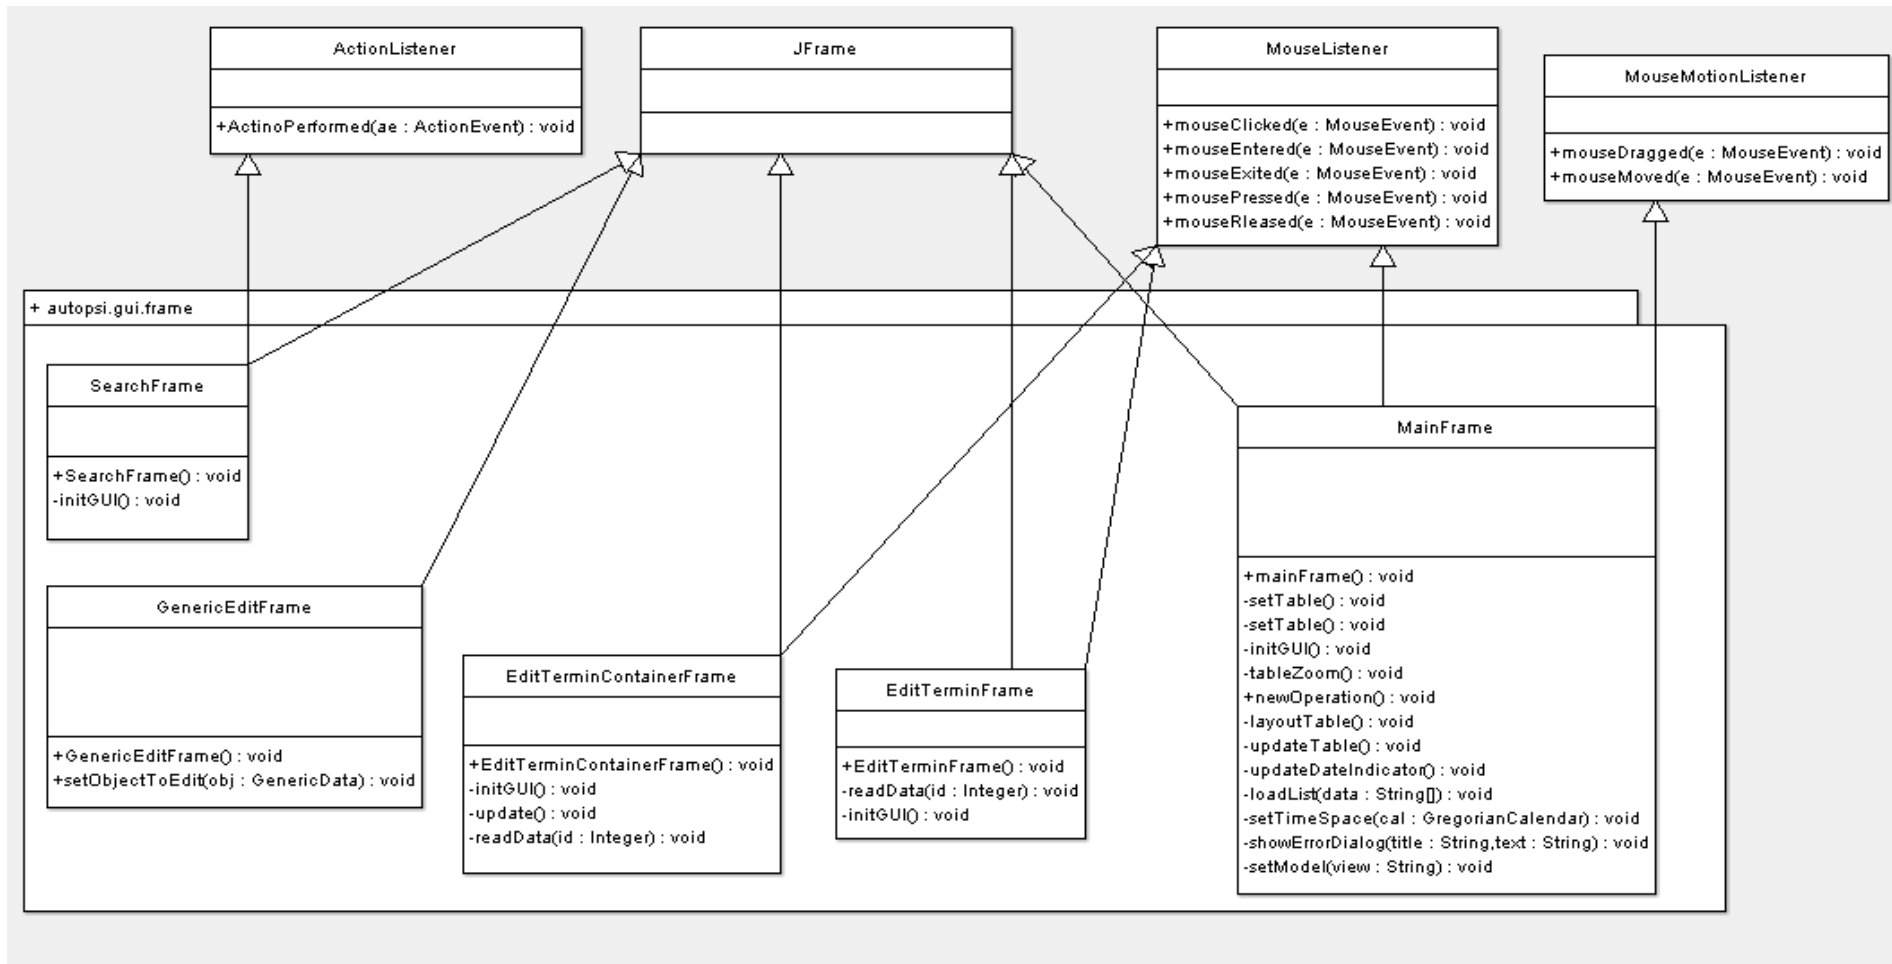 ActionListener
+ActinoPerformed(ae : ActionEvent) : void
JFrame
MouseListener
+mouseClicked(e : MouseEvent) : void
+mouseEntered(e : MouseEvent) : void
+mouseExited(e : MouseEvent) : void
+mousePressed(e : MouseEvent) : void
+mouseRleased(e : MouseEvent) : void
MouseMotionListener
+mouseDragged(e : MouseEvent) : void
+mouseMoved(e : MouseEvent) : void
+ autopsi.gui.frame
SearchFrame
+SearchFrame() : void
-initGUI() : void
GenericEditFrame
+GenericEditFrame() : void
+setObjectToEdit(obj : GenericData) : void
EditTerminContainerFrame
+EditTerminContainerFrame() : void
-initGUI() : void
-update() : void
-readData(id : Integer) : void
EditTerminFrame
+EditTerminFrame() : void
-readData(id : Integer) : void
-initGUI() : void
MainFrame
+mainFrame() : void
-setTable() : void
-setTable() : void
-initGUI() : void
-tableZoom() : void
+newOperation() : void
-layoutTable() : void
-updateTable() : void
-updateDateIndicator() : void
-loadList(data : String[]) : void
-setTimeSpace(cal : GregorianCalendar) : void
-showErrorDialog(title : String,text : String) : void
-setModel(view : String) : void